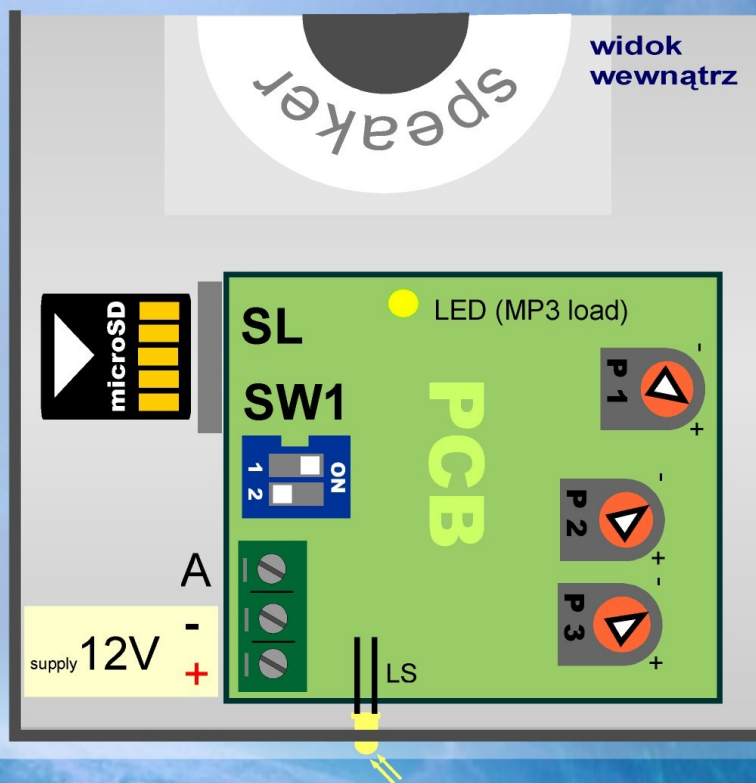 widok
wewnątrz
speaker
microSD
SL
LED (MP3 load)
SW1
PCB
P 1
1
2
ON
P 2
A
P 3
supply 12V
-
+
LS
-
+
-
+
-
+